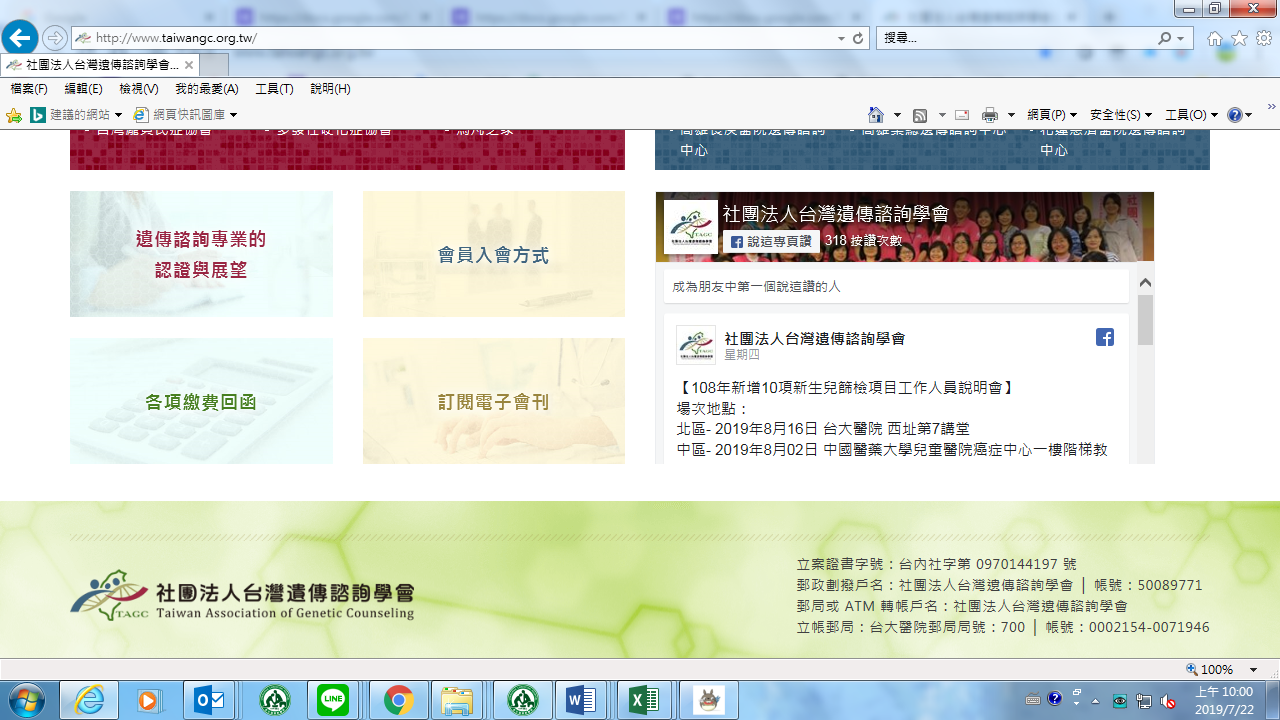 http://www.taiwangc.org.tw/
搜尋...
社團法人台灣遺傳諮詢學會...
檔案(F) 編輯(E) 檢視(V) 我的最愛(A) 工具(T) 說明(H)
建議的網站 網頁快訊圖庫
網頁(P) 安全性(S) 工具(O)
中心
中心
遺傳諮詢專業的
認證與展望
會員入會方式
各項繳費回函
訂閱電子會刊
社團法人台灣遺傳諮詢學會
說這專頁讚 318 按讚次數
成為朋友中第一個說這讚的人
社團法人台灣遺傳諮詢學會
星期四
【108年新增10項新生兒篩檢項目工作人員說明會】
場次地點：
北區- 2019年8月16日 台大醫院 西址第7講堂
中區- 2019年8月02日 中國醫藥大學兒童醫院癌症中心一樓階梯教
TAGC
社團法人台灣遺傳諮詢學會
Taiwan Association of Genetic Counseling
立案證書字號：台內社字第 0970144197 號
郵政劃撥戶名：社團法人台灣遺傳諮詢學會 │ 帳號：50089771
郵局或 ATM 轉帳戶名：社團法人台灣遺傳諮詢學會
立帳郵局：台大醫院郵局局號：700 │ 帳號：0002154-0071946
100%
LINE
上午 10:00
2019/7/22